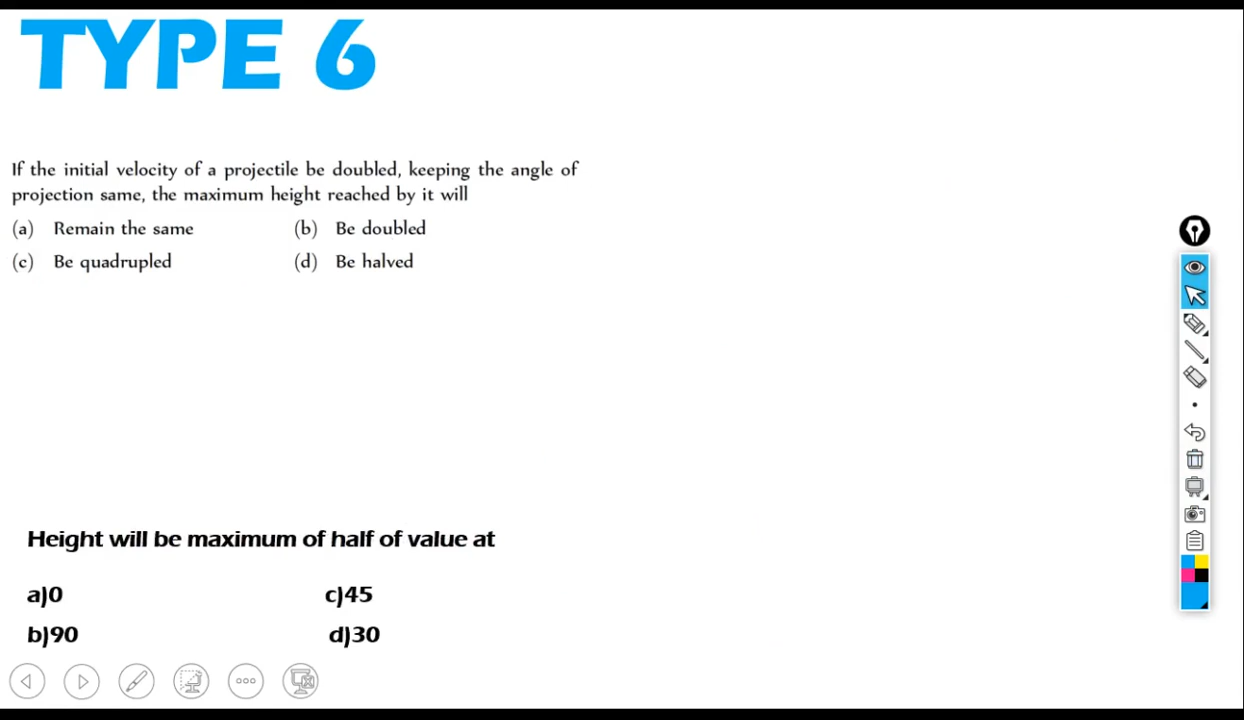 TYPE 6
If the initial velocity of a projectile be doubled, keeping the angle of
projection same, the maximum height reached by it will
(a) Remain the same (b) Be doubled
(c) Be quadrupled (d) Be halved
Height will be maximum of half of value at
a)0 c)45
b)90 d)30